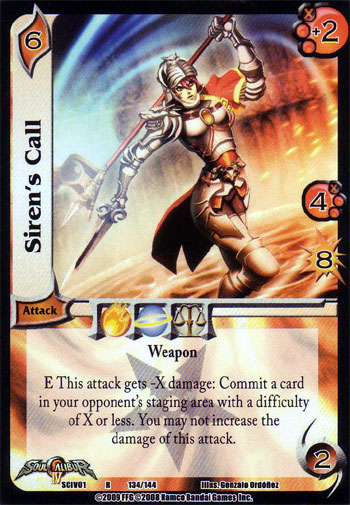 6
+2
Siren's Call
4
8
Attack
Weapon
E This attack gets -X damage: Commit a card
in your opponent's staging area with a difficulty
of X or less. You may not increase the
damage of this attack.
2
SOULCALIBUR
IV
SCIV01 R 134/144 Illus. Gonzalo Ordóñez
©2009 FFG ©2008 Namco Bandai Games Inc.